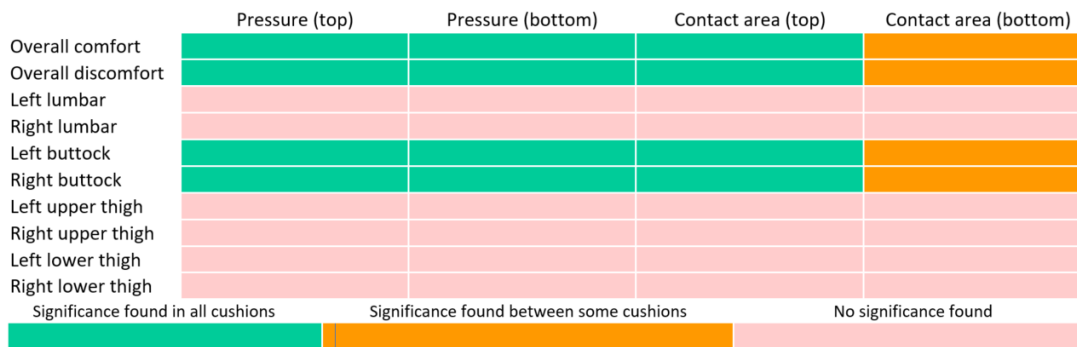 Pressure (top) Pressure (bottom) Contact area (top) Contact area (bottom)
Overall comfort
Overall discomfort
Left lumbar
Right lumbar
Left buttock
Right buttock
Left upper thigh
Right upper thigh
Left lower thigh
Right lower thigh
Significance found in all cushions Significance found between some cushions No significance found